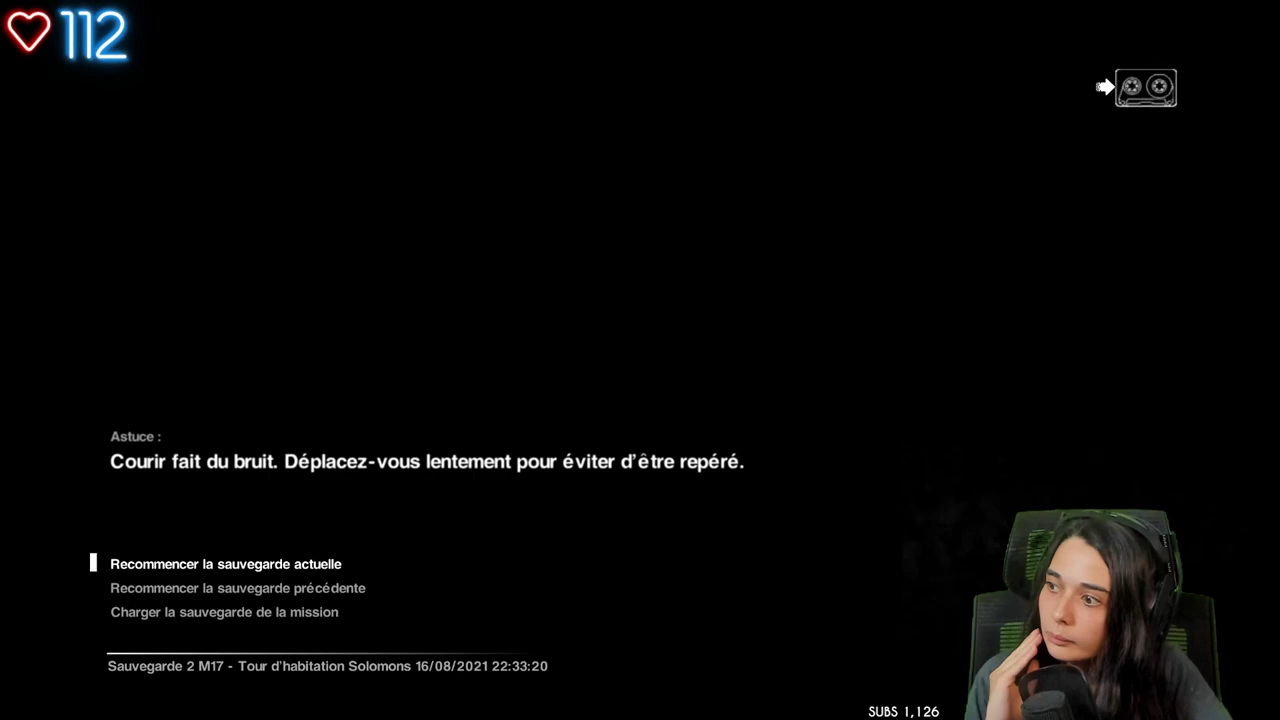 112
Astuce :
Courir fait du bruit. Déplacez-vous lentement pour éviter d'être repéré.
Recommencer la sauvegarde actuelle
Recommencer la sauvegarde précédente
Charger la sauvegarde de la mission
Sauvegarde 2 M17 - Tour d'habitation Solomons 16/08/2021 22:33:20
SUBS 1,126